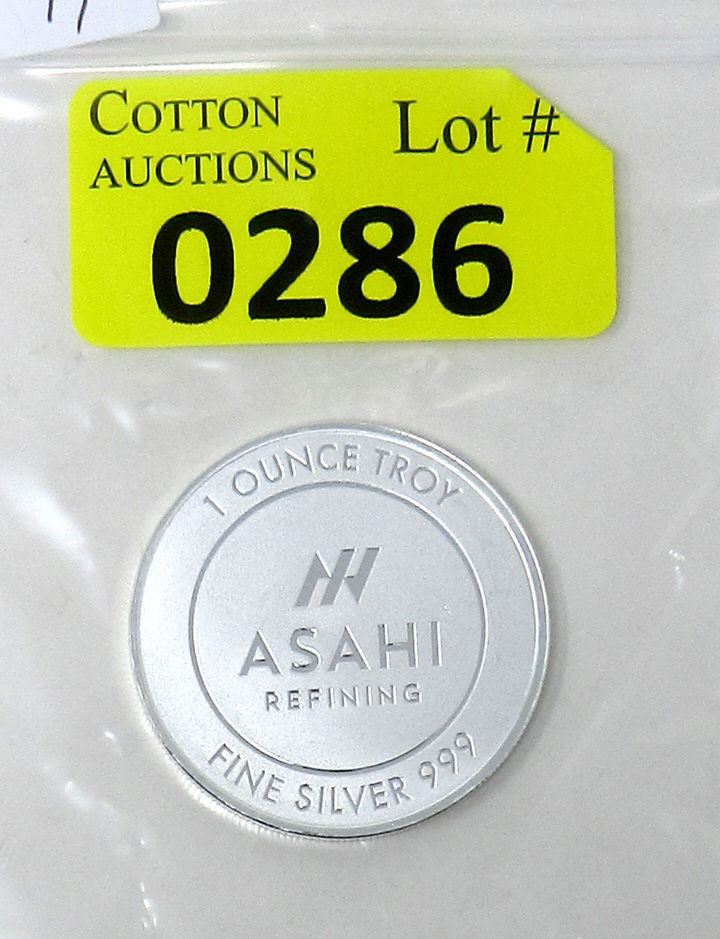 COTTON
AUCTIONS
Lot #
0286
1 OUNCE TROY
ASAHI
REFINING
FINE SILVER 999